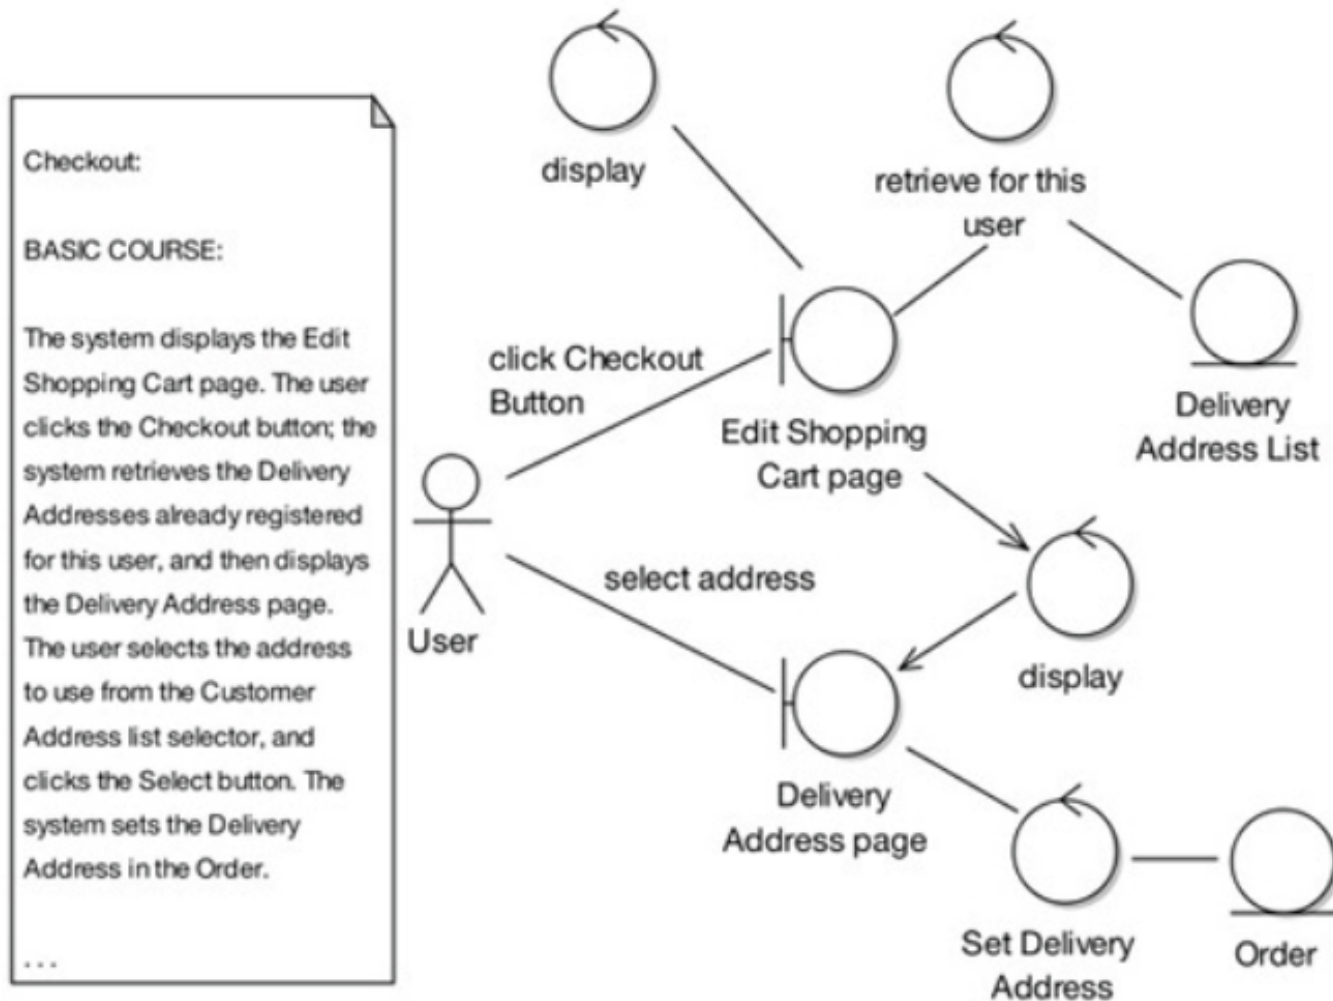 Checkout:
BASIC COURSE:
The system displays the Edit
Shopping Cart page. The user
clicks the Checkout button; the
system retrieves the Delivery
Addresses already registered
for this user, and then displays
the Delivery Address page.
The user selects the address
to use from the Customer
Address list selector, and
clicks the Select button. The
system sets the Delivery
Address in the Order.
...
display
retrieve for this
user
click Checkout
Button
Edit Shopping
Cart page
Delivery
Address List
User
select address
display
Delivery
Address page
Set Delivery
Address
Order